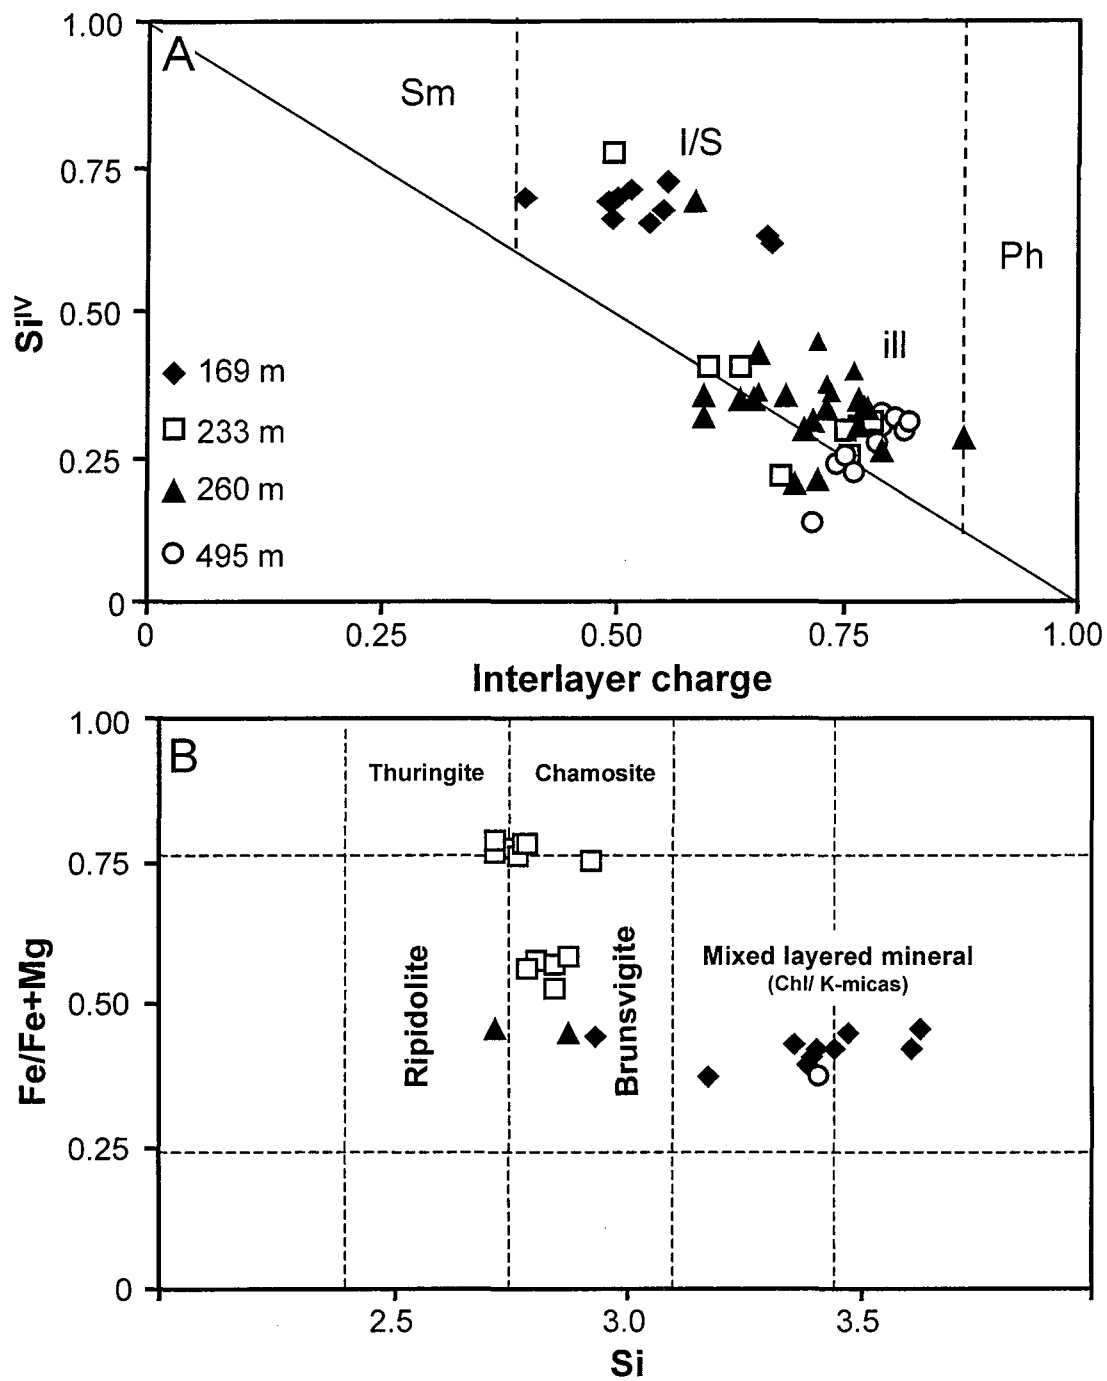 1.00
A
Sm
I/S
0.75
Ph
Si^IV
0.50
ill
169 m
233 m
0.25
260 m
495 m
0
0 0.25 0.50 0.75 1.00
Interlayer charge
1.00
B
Thuringite Chamosite
0.75
Fe/Fe+Mg
Ripidolite
Brunsvigite
Mixed layered mineral
(Chl/ K-micas)
0.50
0.25
0
2.5 3.0 3.5
Si